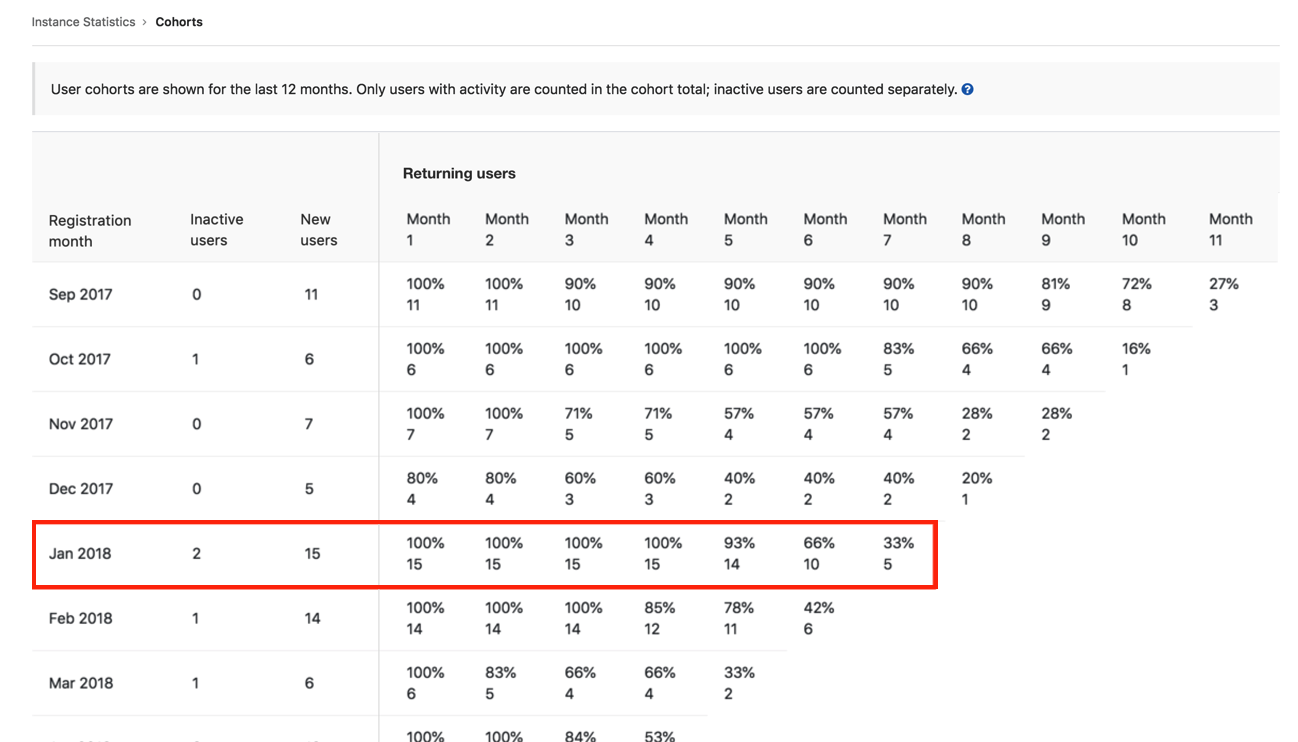 Instance Statistics › Cohorts
User cohorts are shown for the last 12 months. Only users with activity are counted in the cohort total; inactive users are counted separately. ?
Returning users
Registration month Inactive users New users Month 1 Month 2 Month 3 Month 4 Month 5 Month 6 Month 7 Month 8 Month 9 Month 10 Month 11
Sep 2017 0 11
100% 100% 90% 90% 90% 90% 90% 90% 81% 72% 27%
11 11 10 10 10 10 10 10 9 8 3
Oct 2017 1 6
100% 100% 100% 100% 100% 100% 83% 66% 66% 16%
6 6 6 6 6 6 5 4 4 1
Nov 2017 0 7
100% 100% 71% 71% 57% 57% 57% 28% 28%
7 7 5 5 4 4 4 2 2
Dec 2017 0 5
80% 80% 60% 60% 40% 40% 40% 20%
4 4 3 3 2 2 2 1
Jan 2018 2 15
100% 100% 100% 100% 93% 66% 33%
15 15 15 15 14 10 5
Feb 2018 1 14
100% 100% 100% 85% 78% 42%
14 14 14 12 11 6
Mar 2018 1 6
100% 83% 66% 66% 33%
6 5 4 4 2
100% 100% 84% 53%